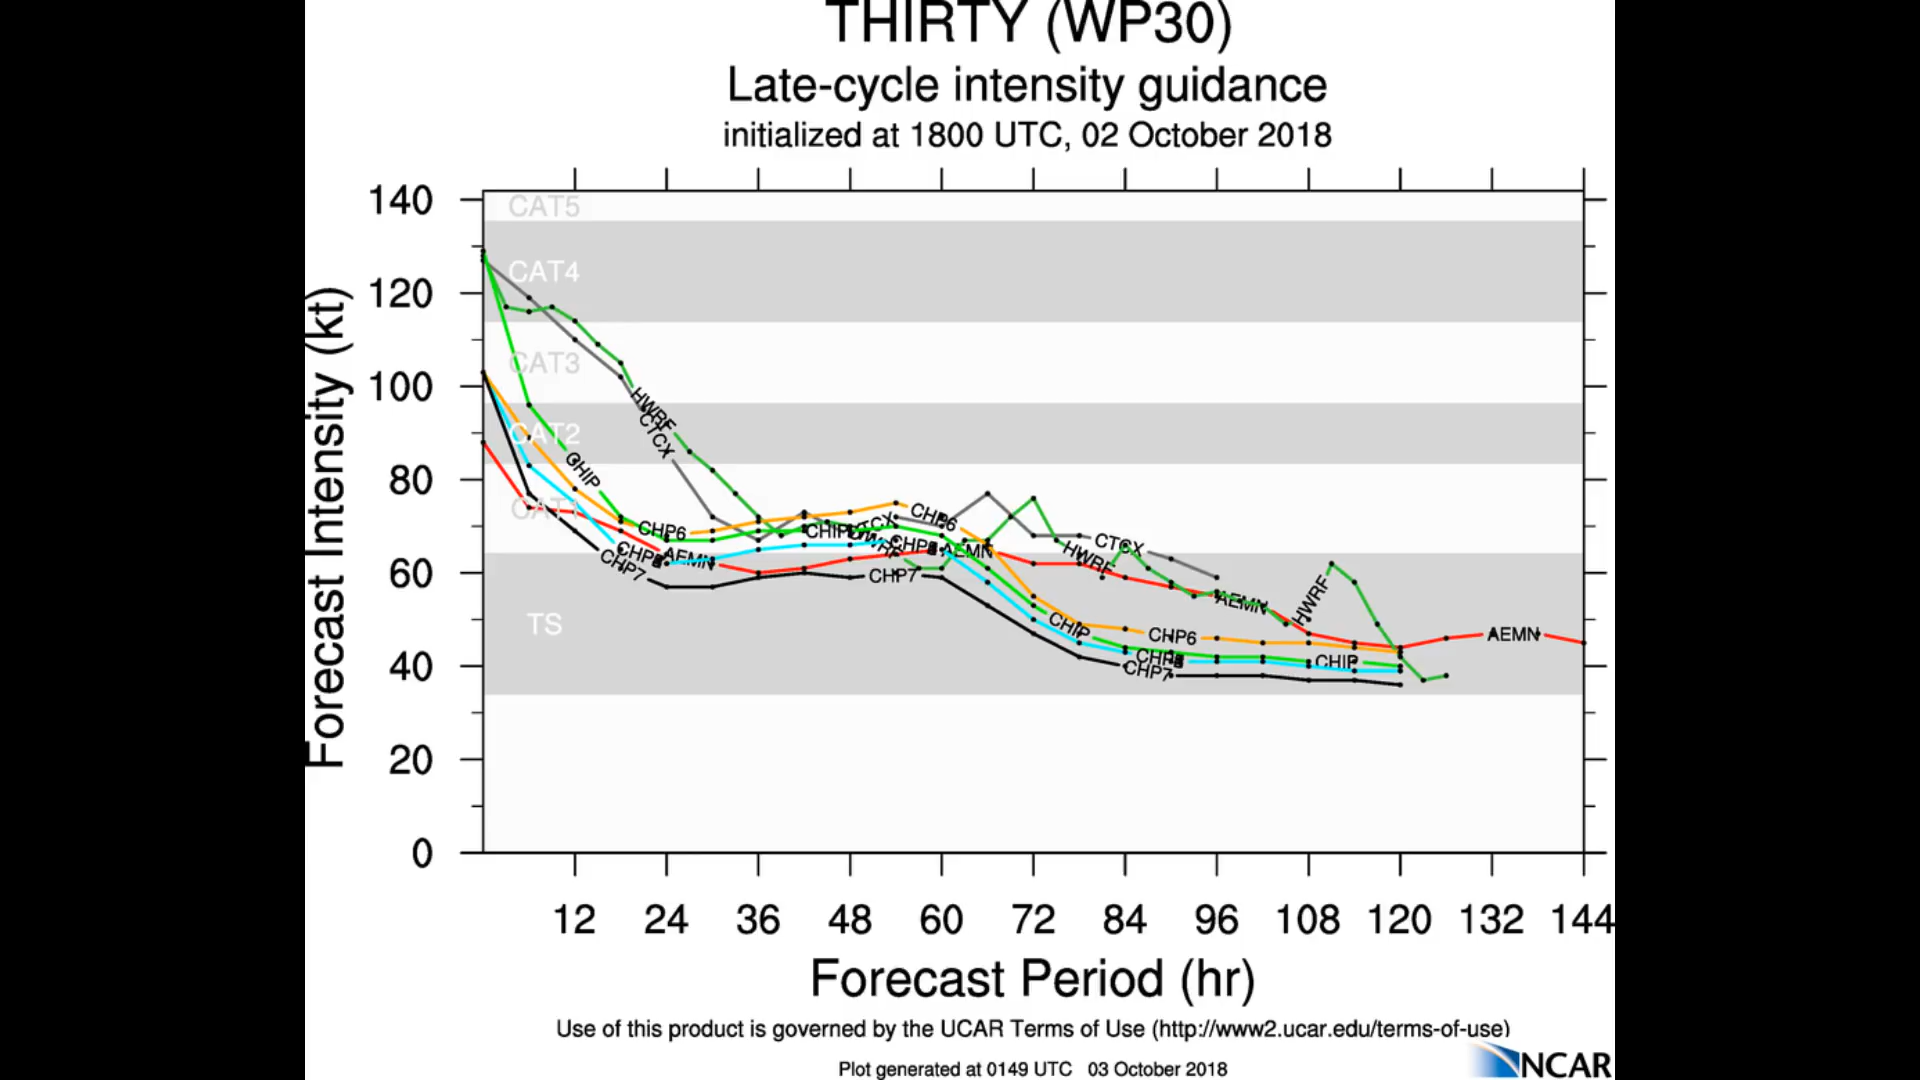 THIRTY (WP30)
Late-cycle intensity guidance
initialized at 1800 UTC, 02 October 2018
Forecast Intensity (kt)
140
120
100
80
60
40
20
0
CAT5
CAT4
CAT3
CAT2
CAT1
TS
HWRF
CTCX
CHIP
CHP6
AEMN
CHP7
CHIP
CTCX
HWRF
CHP6
AEMN
CHP7
CTCX
HWRF
CHIP
CHP6
AEMN
HWRF
CHP7
CHIP
AEMN
12 24 36 48 60 72 84 96 108 120 132 144
Forecast Period (hr)
Use of this product is governed by the UCAR Terms of Use (http://www2.ucar.edu/terms-of-use)
Plot generated at 0149 UTC 03 October 2018
NCAR